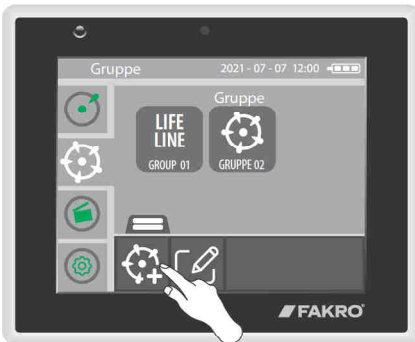 Gruppe 2021 - 07 - 07 12:00
Gruppe
LIFE
LINE
GROUP 01
GRUPPE 02
FAKRO